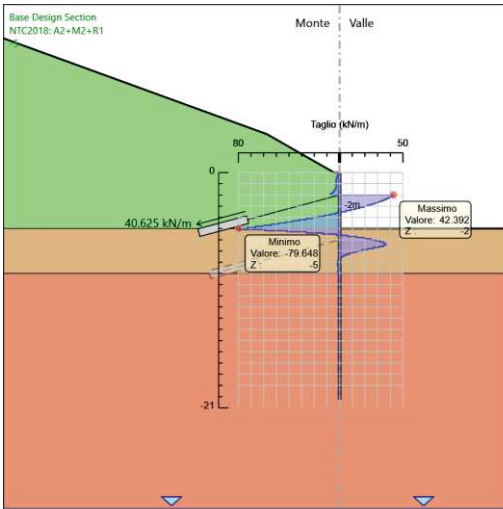 Base Design Section
NTC2018: A2+M2+R1
Monte
Valle
Taglio (kN/m)
80
50
0
-2m
40.625 kN/m
Massimo
Valore: 42.392
Z : -2
Minimo
Valore: -79.648
Z : -5
-21